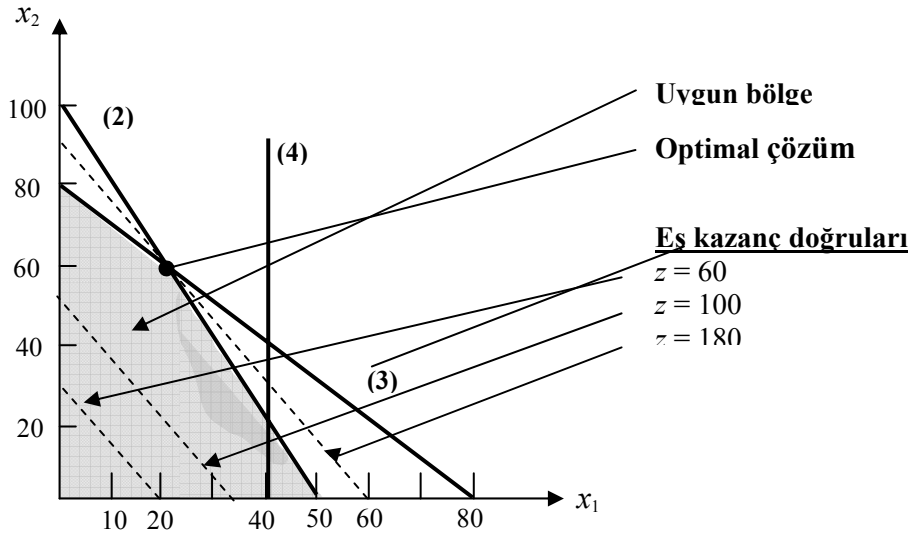 x₂
100
80
60
40
20
(2)
(4)
(3)
10 20 40 50 60 80
x₁
Uygun bölge
Optimal çözüm
Eş kazanç doğruları
z = 60
z = 100
z = 180